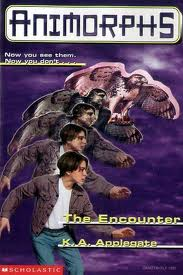 ANIMORPHS
Now you see them.
Now you don't. . . .
The Encounter
K. A. Applegate
SCHOLASTIC